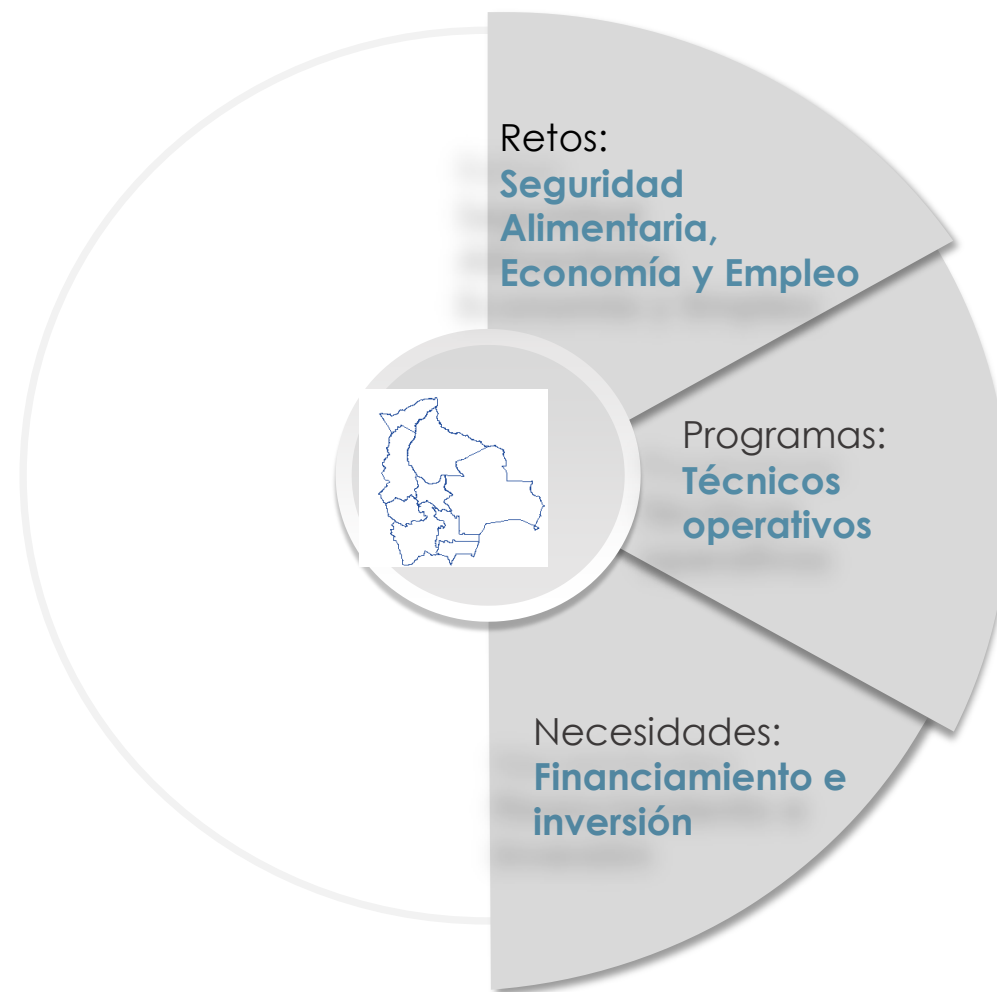 Retos:
Seguridad
Alimentaria,
Economía y Empleo
Programas:
Técnicos
operativos
Necesidades:
Financiamiento e
inversión